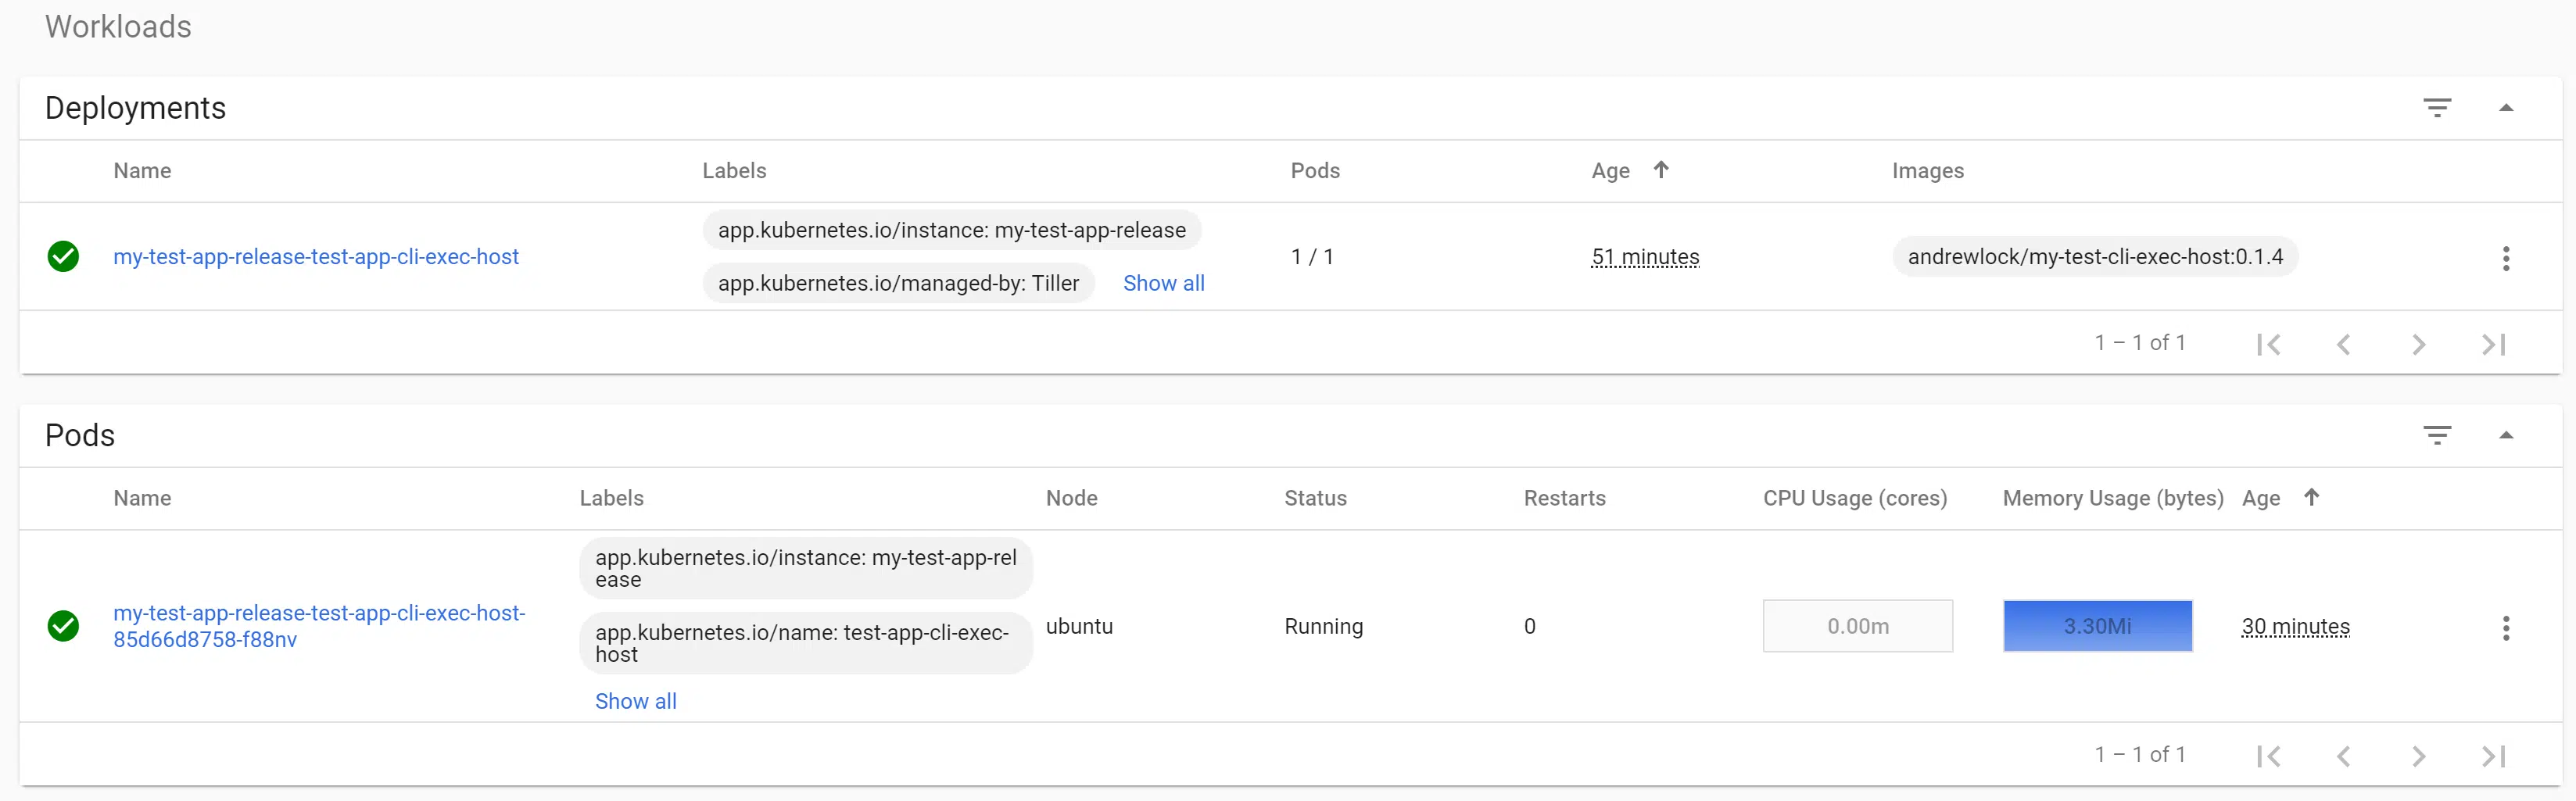 Workloads
Deployments
Name Labels Pods Age Images
my-test-app-release-test-app-cli-exec-host
app.kubernetes.io/instance: my-test-app-release
app.kubernetes.io/managed-by: Tiller Show all
1 / 1
51 minutes
andrewlock/my-test-cli-exec-host:0.1.4
1 – 1 of 1
Pods
Name Labels Node Status Restarts CPU Usage (cores) Memory Usage (bytes) Age
my-test-app-release-test-app-cli-exec-host-
85d66d8758-f88nv
app.kubernetes.io/instance: my-test-app-rel
ease
app.kubernetes.io/name: test-app-cli-exec-
host
Show all
ubuntu
Running
0
0.00m
3.30Mi
30 minutes
1 – 1 of 1